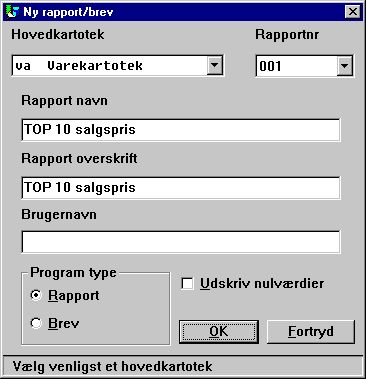 Ny rapport/brev
Hovedkartotek Rapportnr
va Varekartotek 001
Rapport navn
TOP 10 salgspris
Rapport overskrift
TOP 10 salgspris
Brugernavn
Program type
Rapport
Udskriv nulværdier
Brev
OK Fortryd
Vælg venligst et hovedkartotek